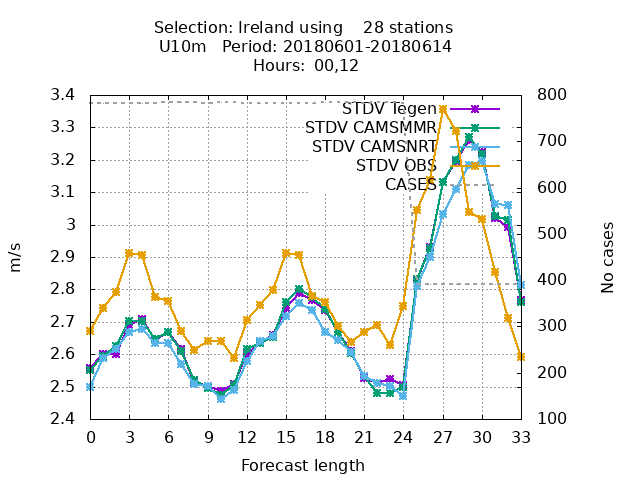 Selection: Ireland using    28 stations
U10m   Period: 20180601-20180614
Hours:  00,12
STDV Tegen
STDV CAMSMMR
STDV CAMSNRT
STDV OBS
CASES
3.4
3.3
3.2
3.1
3
2.9
2.8
2.7
2.6
2.5
2.4
m/s
800
700
600
500
400
300
200
100
No cases
0 3 6 9 12 15 18 21 24 27 30 33
Forecast length